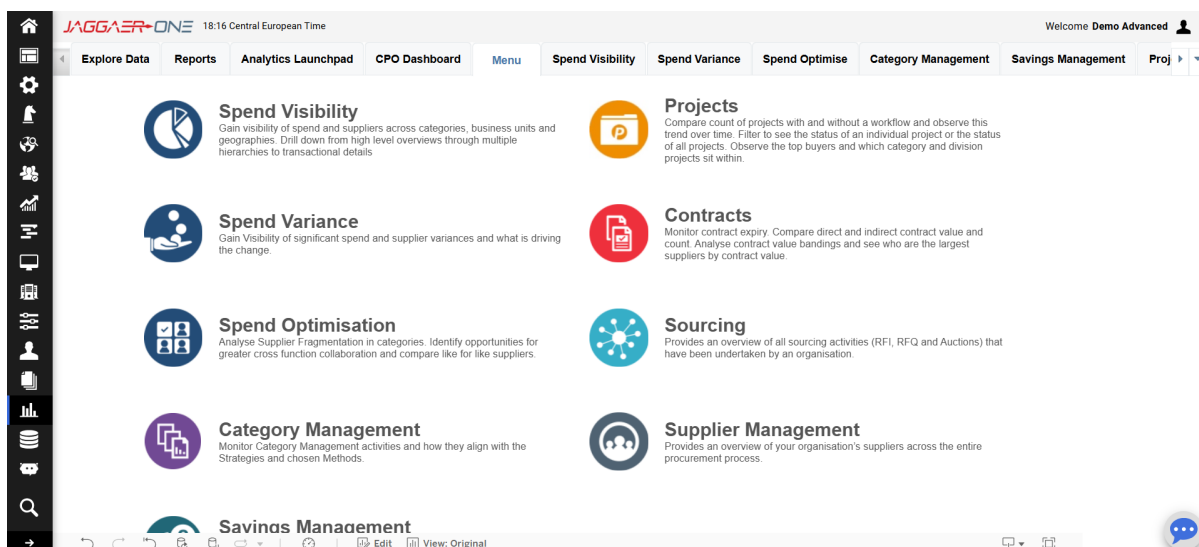 JAGGAER ONE 18:16 Central European Time
Welcome Demo Advanced
Explore Data Reports Analytics Launchpad CPO Dashboard Menu Spend Visibility Spend Variance Spend Optimise Category Management Savings Management Proj
Spend Visibility
Gain visibility of spend and suppliers across categories, business units and
geographies. Drill down from high level overviews through multiple
hierarchies to transactional details
Projects
Compare count of projects with and without a workflow and observe this
trend over time. Filter to see the status of an individual project or the status
of all projects. Observe the top buyers and which category and division
projects sit within.
Spend Variance
Gain Visibility of significant spend and supplier variances and what is driving
the change.
Contracts
Monitor contract expiry. Compare direct and indirect contract value and
count. Analyse contract value bandings and see who are the largest
suppliers by contract value.
Spend Optimisation
Analyse Supplier Fragmentation in categories. Identify opportunities for
greater cross function collaboration and compare like for like suppliers.
Sourcing
Provides an overview of all sourcing activities (RFI, RFQ and Auctions) that
have been undertaken by an organisation.
Category Management
Monitor Category Management activities and how they align with the
Strategies and chosen Methods.
Supplier Management
Provides an overview of your organisation's suppliers across the entire
procurement process.
Savings Management
Edit View: Original